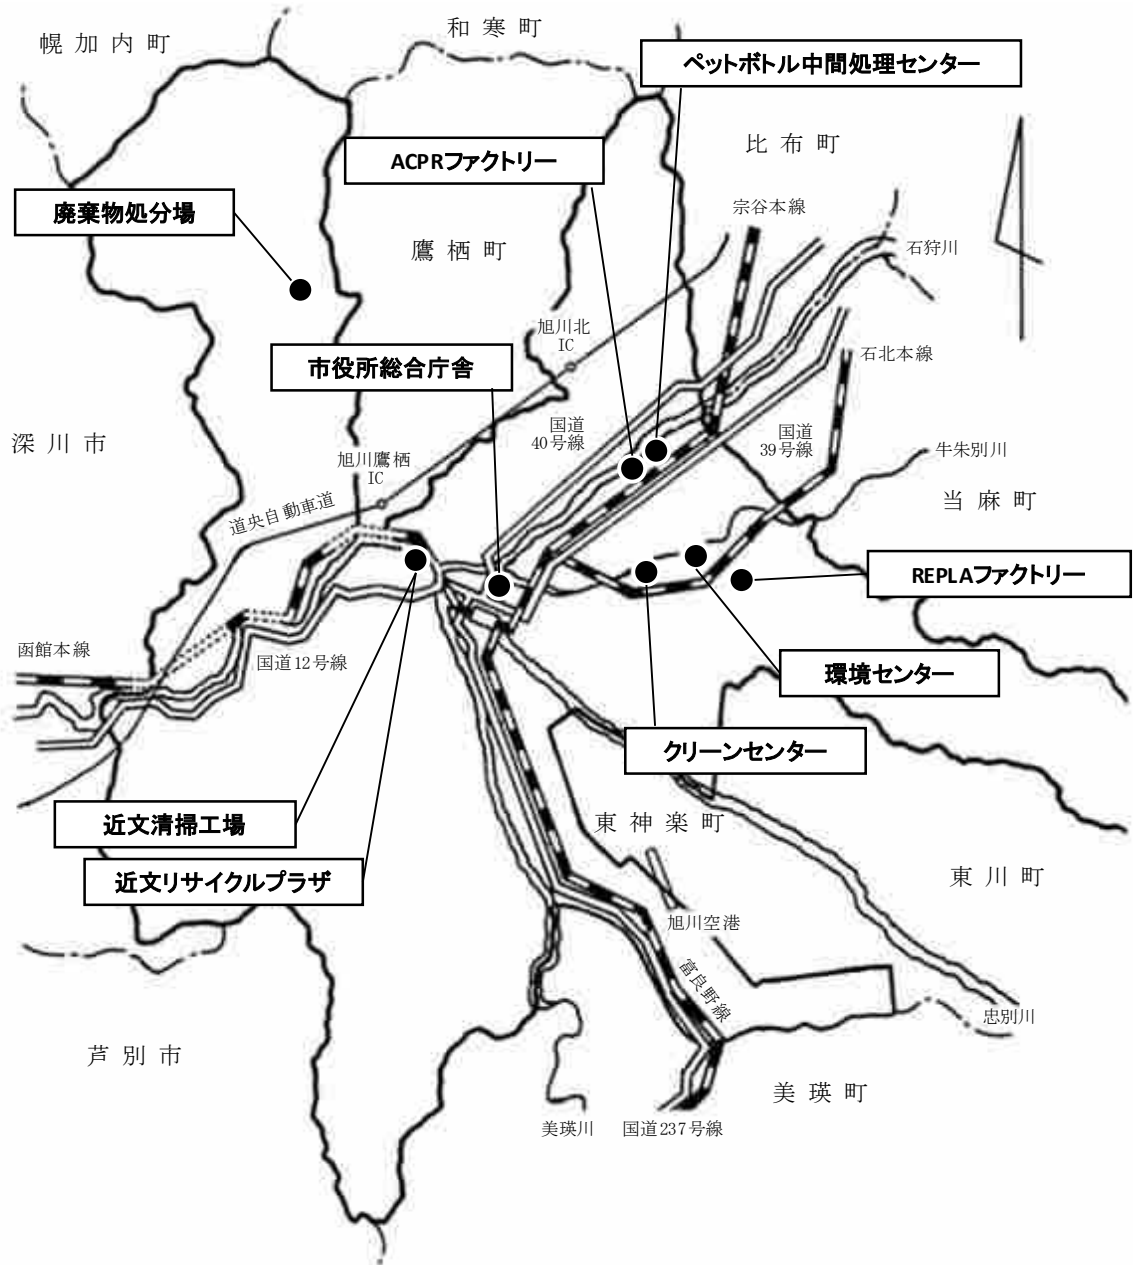 和寒町
幌加内町
ペットボトル中間処理センター
比布町
ACPRファクトリー
廃棄物処分場
宗谷本線
鷹栖町
石狩川
旭川北
IC
石北本線
市役所総合庁舎
国道
40号線
国道
39号線
深川市
旭川鷹栖
IC
牛朱別川
当麻町
道央自動車道
REPLAファクトリー
函館本線
国道12号線
環境センター
クリーンセンター
近文清掃工場
東神楽町
近文リサイクルプラザ
東川町
旭川空港
富良野線
忠別川
芦別市
美瑛町
美瑛川
国道237号線